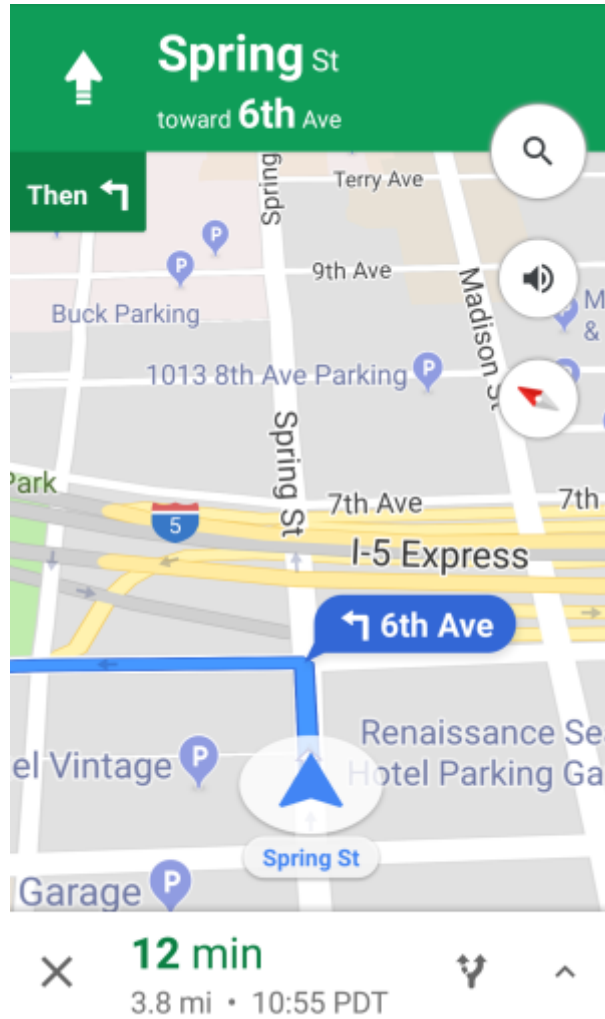 Spring St
toward 6th Ave
Then
Spring
Terry Ave
P
9th Ave
P
Buck Parking
Madison St
M
&
1013 8th Ave Parking P
Spring St
Park
7th Ave
7th
5
I-5 Express
6th Ave
Renaissance Se
el Vintage P
Hotel Parking Ga
Spring St
Garage P
12 min
3.8 mi • 10:55 PDT